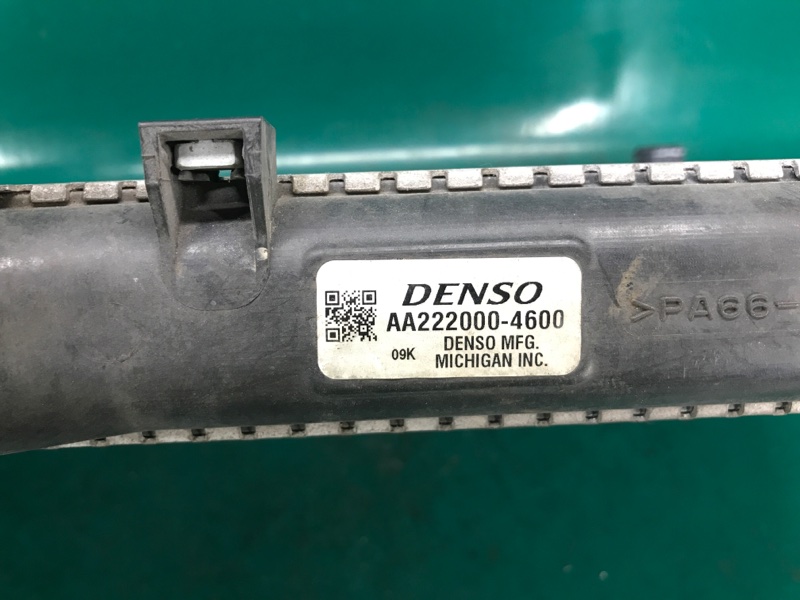 DENSO
AA222000-4600
09K
DENSO MFG.
MICHIGAN INC.
>PA66-